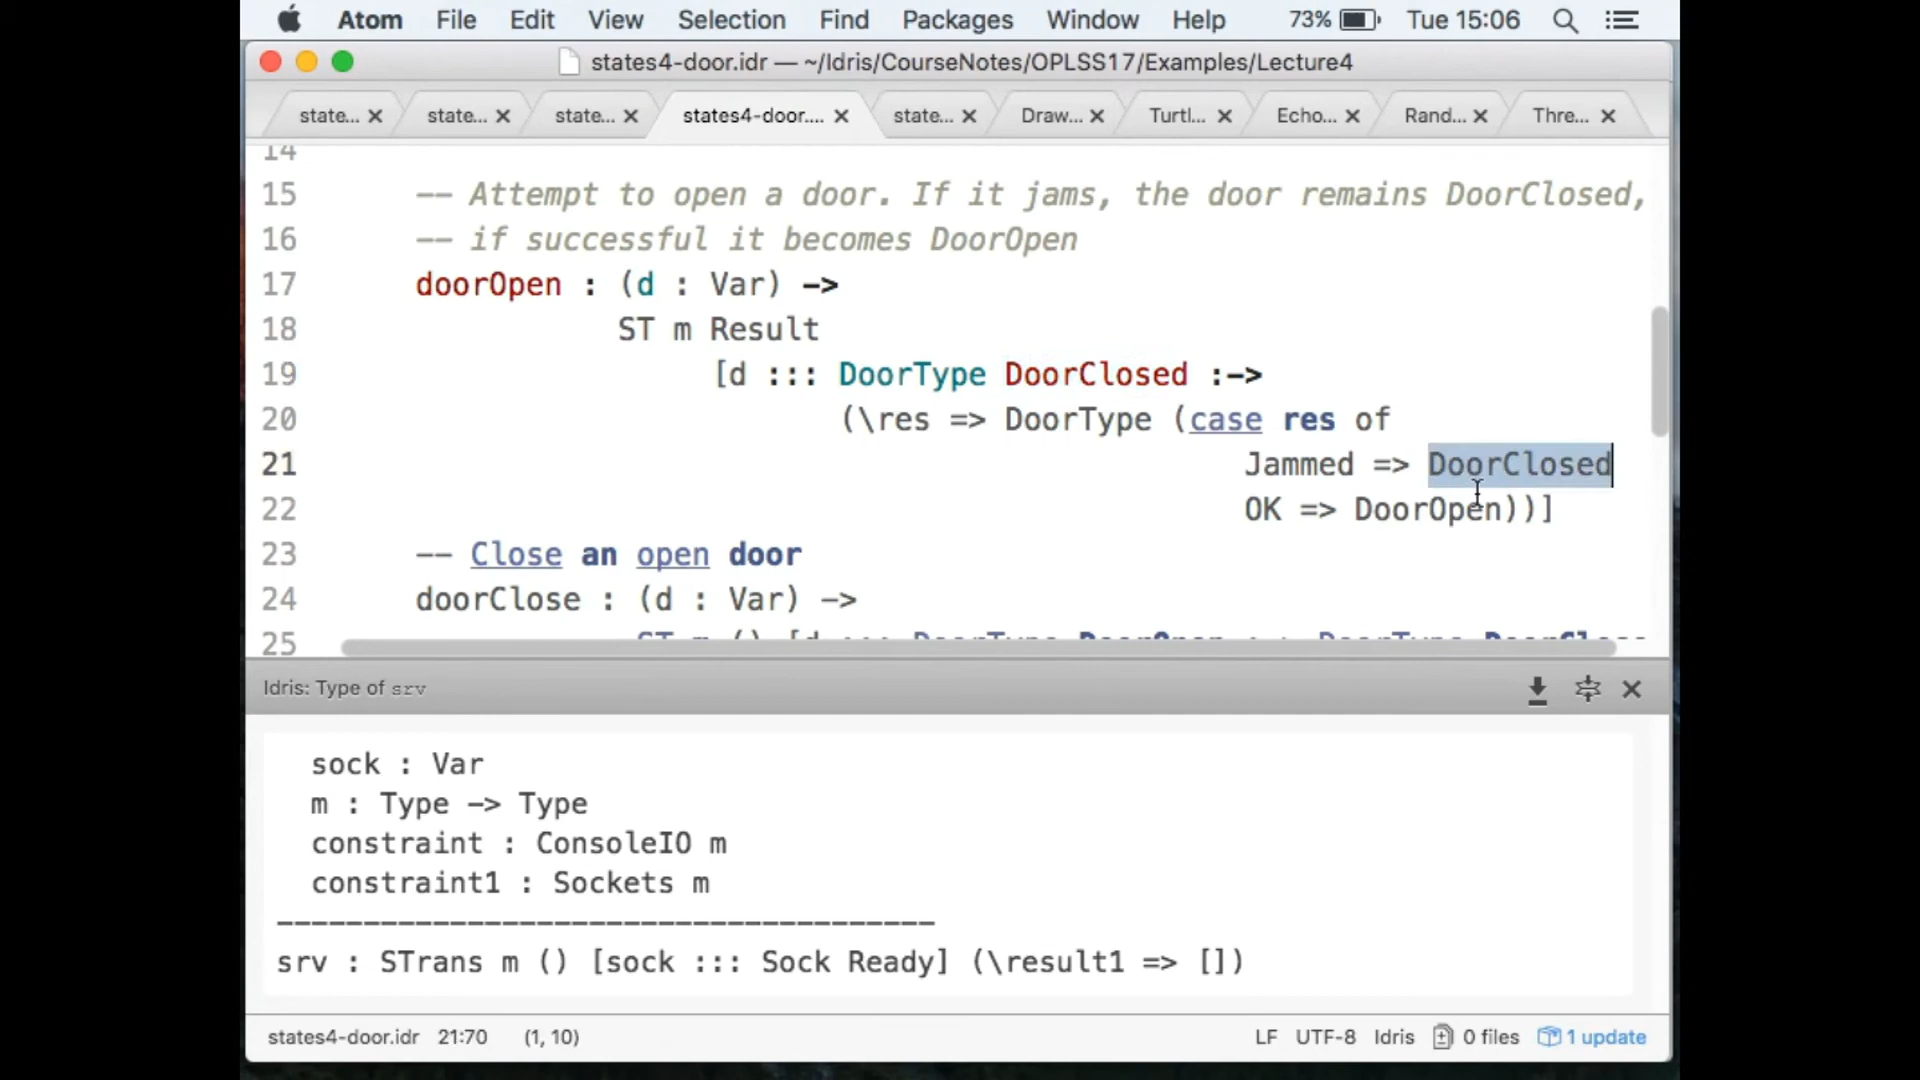 Atom File Edit View Selection Find Packages Window Help 73% Tue 15:06
states4-door.idr — ~/Idris/CourseNotes/OPLSS17/Examples/Lecture4
state... state... state... states4-door.... state... Draw... Turtl... Echo... Rand... Thre...
14
15 -- Attempt to open a door. If it jams, the door remains DoorClosed,
16 -- if successful it becomes DoorOpen
17 doorOpen : (d : Var) ->
18 ST m Result
19 [d ::: DoorType DoorClosed :->
20 (\res => DoorType (case res of
21 Jammed => DoorClosed
22 OK => DoorOpen))]
23 -- Close an open door
24 doorClose : (d : Var) ->
25
Idris: Type of srv
sock : Var
m : Type -> Type
constraint : ConsoleIO m
constraint1 : Sockets m
--------------------------------------
srv : STrans m () [sock ::: Sock Ready] (\result1 => [])
states4-door.idr 21:70 (1, 10) LF UTF-8 Idris 0 files 1 update